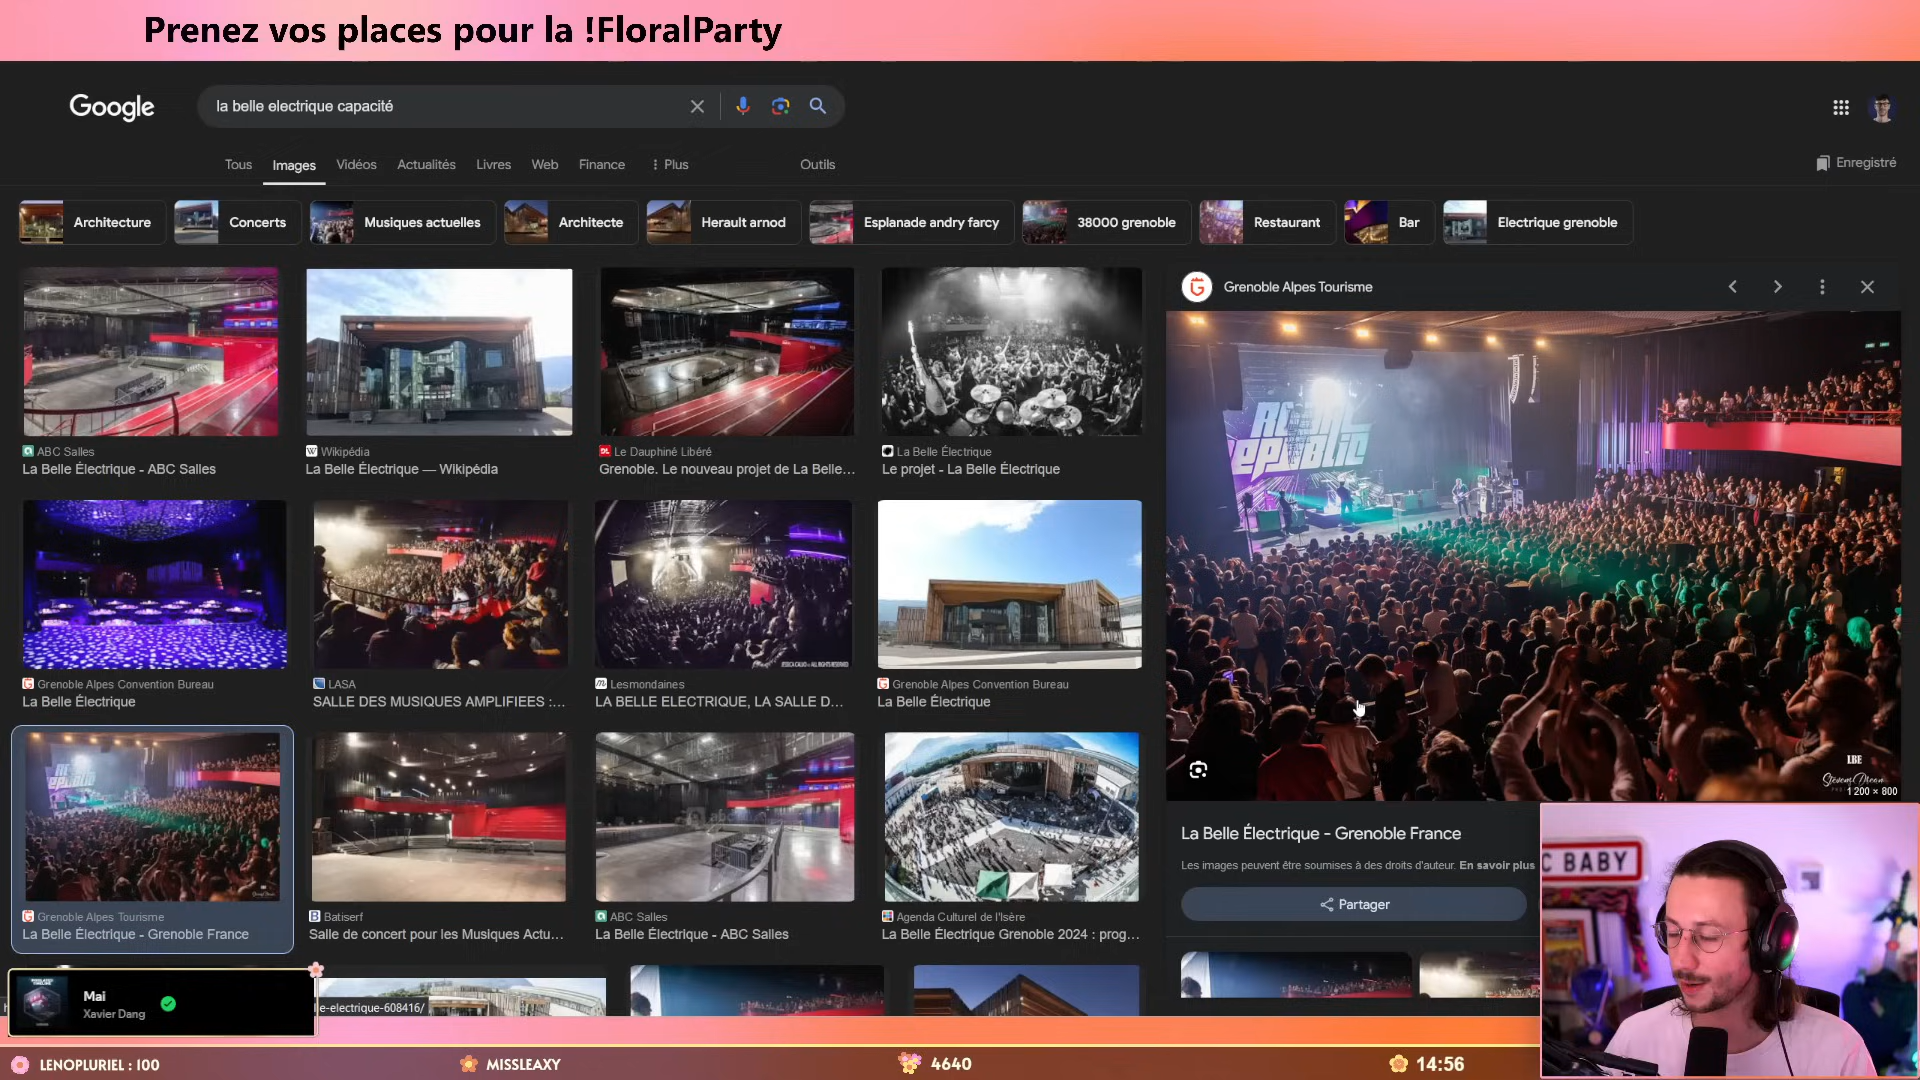 Prenez vos places pour la !FloralParty
Google
la belle electrique capacité
Tous
Images
Vidéos
Actualités
Livres
Web
Finance
Plus
Outils
Enregistré
Architecture
Concerts
Musiques actuelles
Architecte
Herault arnod
Esplanade andry farcy
38000 grenoble
Restaurant
Bar
Electrique grenoble
Grenoble Alpes Tourisme
ABC Salles
La Belle Électrique - ABC Salles
Wikipédia
La Belle Électrique — Wikipédia
Le Dauphiné Libéré
Grenoble. Le nouveau projet de La Belle...
La Belle Électrique
Le projet - La Belle Électrique
REPUBLIC
LBE
1 200 × 800
Grenoble Alpes Convention Bureau
La Belle Électrique
LASA
SALLE DES MUSIQUES AMPLIFIEES :...
Lesmondaines
LA BELLE ELECTRIQUE, LA SALLE D...
Grenoble Alpes Convention Bureau
La Belle Électrique
Grenoble Alpes Tourisme
La Belle Électrique - Grenoble France
Batiserf
Salle de concert pour les Musiques Actu...
ABC Salles
La Belle Électrique - ABC Salles
Agenda Culturel de l'Isère
La Belle Électrique Grenoble 2024 : prog...
La Belle Électrique - Grenoble France
Les images peuvent être soumises à des droits d'auteur. En savoir plus
Partager
C BABY
Mai
Xavier Dang
e-electrique-608416/
LENOPLURIEL : 100
MISSLEAXY
4640
14:56